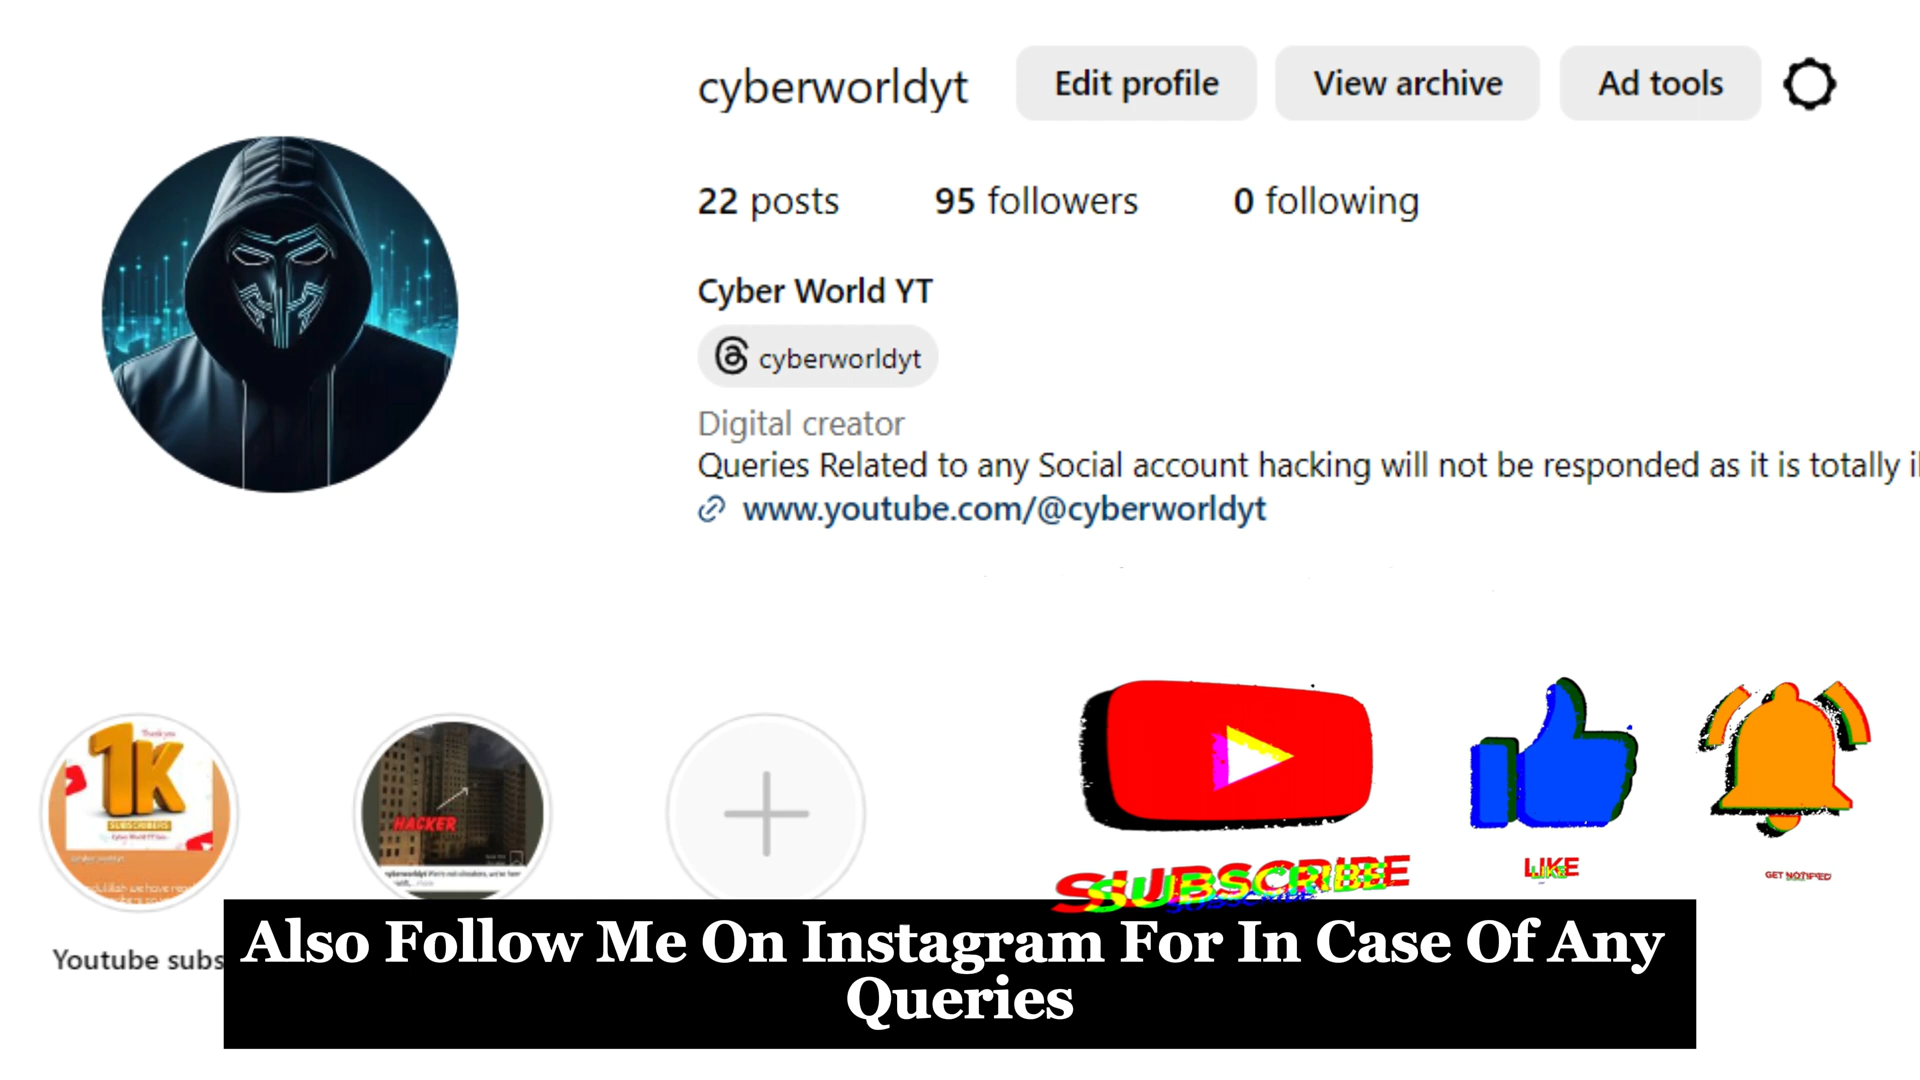 cyberworldyt
Edit profile
View archive
Ad tools
22 posts
95 followers
0 following
Cyber World YT
cyberworldyt
Digital creator
Queries Related to any Social account hacking will not be responded as it is totally
www.youtube.com/@cyberworldyt
Thank you
1K
SUBSCRIBERS
HACKER
SUBSCRIBE
LIKE
GET NOTIFIED
Youtube subs
Also Follow Me On Instagram For In Case Of Any
Queries